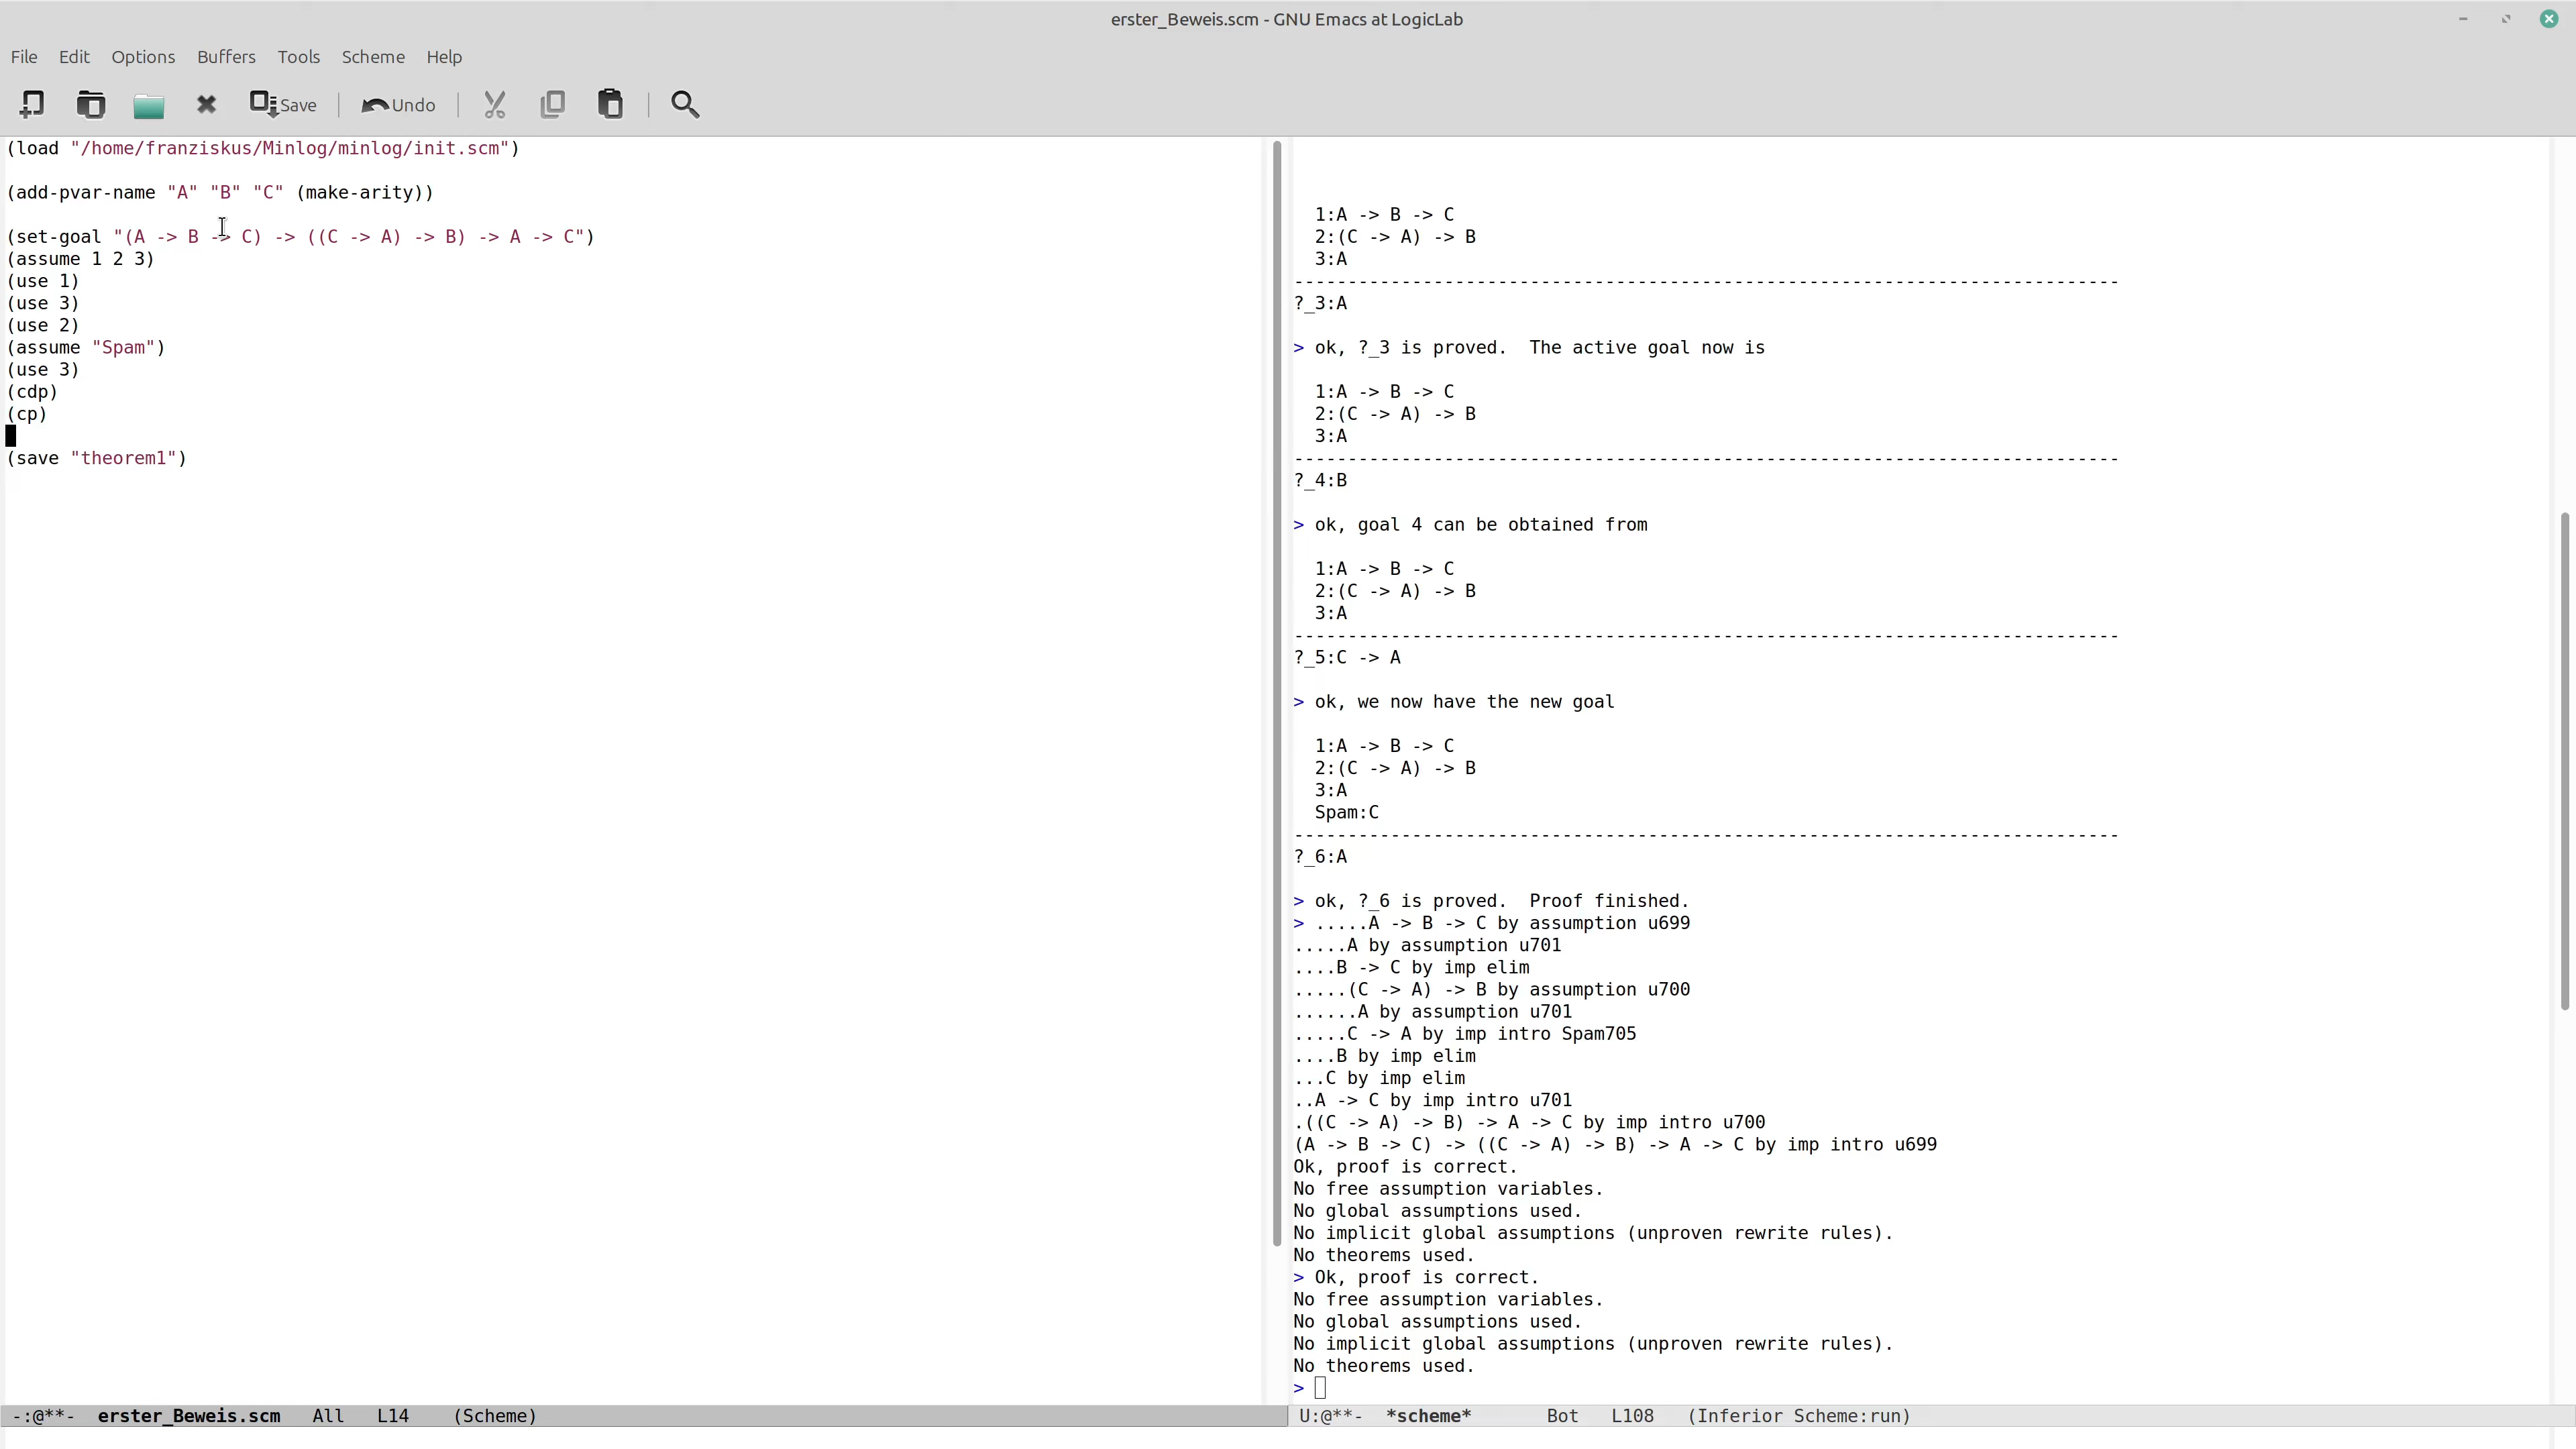 erster_Beweis.scm - GNU Emacs at LogicLab
File Edit Options Buffers Tools Scheme Help
Save Undo
(load "/home/franziskus/Minlog/minlog/init.scm")
(add-pvar-name "A" "B" "C" (make-arity))
(set-goal "(A -> B -> C) -> ((C -> A) -> B) -> A -> C")
(assume 1 2 3)
(use 1)
(use 3)
(use 2)
(assume "Spam")
(use 3)
(cdp)
(cp)
(save "theorem1")
-:@**- erster_Beweis.scm All L14 (Scheme)
1:A -> B -> C
2:(C -> A) -> B
3:A
-----------------------------------------------------------------------------
?_3:A
> ok, ?_3 is proved. The active goal now is
1:A -> B -> C
2:(C -> A) -> B
3:A
-----------------------------------------------------------------------------
?_4:B
> ok, goal 4 can be obtained from
1:A -> B -> C
2:(C -> A) -> B
3:A
-----------------------------------------------------------------------------
?_5:C -> A
> ok, we now have the new goal
1:A -> B -> C
2:(C -> A) -> B
3:A
Spam:C
-----------------------------------------------------------------------------
?_6:A
> ok, ?_6 is proved. Proof finished.
> .....A -> B -> C by assumption u699
.....A by assumption u701
....B -> C by imp elim
.....(C -> A) -> B by assumption u700
......A by assumption u701
.....C -> A by imp intro Spam705
....B by imp elim
...C by imp elim
..A -> C by imp intro u701
.((C -> A) -> B) -> A -> C by imp intro u700
(A -> B -> C) -> ((C -> A) -> B) -> A -> C by imp intro u699
Ok, proof is correct.
No free assumption variables.
No global assumptions used.
No implicit global assumptions (unproven rewrite rules).
No theorems used.
> Ok, proof is correct.
No free assumption variables.
No global assumptions used.
No implicit global assumptions (unproven rewrite rules).
No theorems used.
>
U:@**- *scheme* Bot L108 (Inferior Scheme:run)